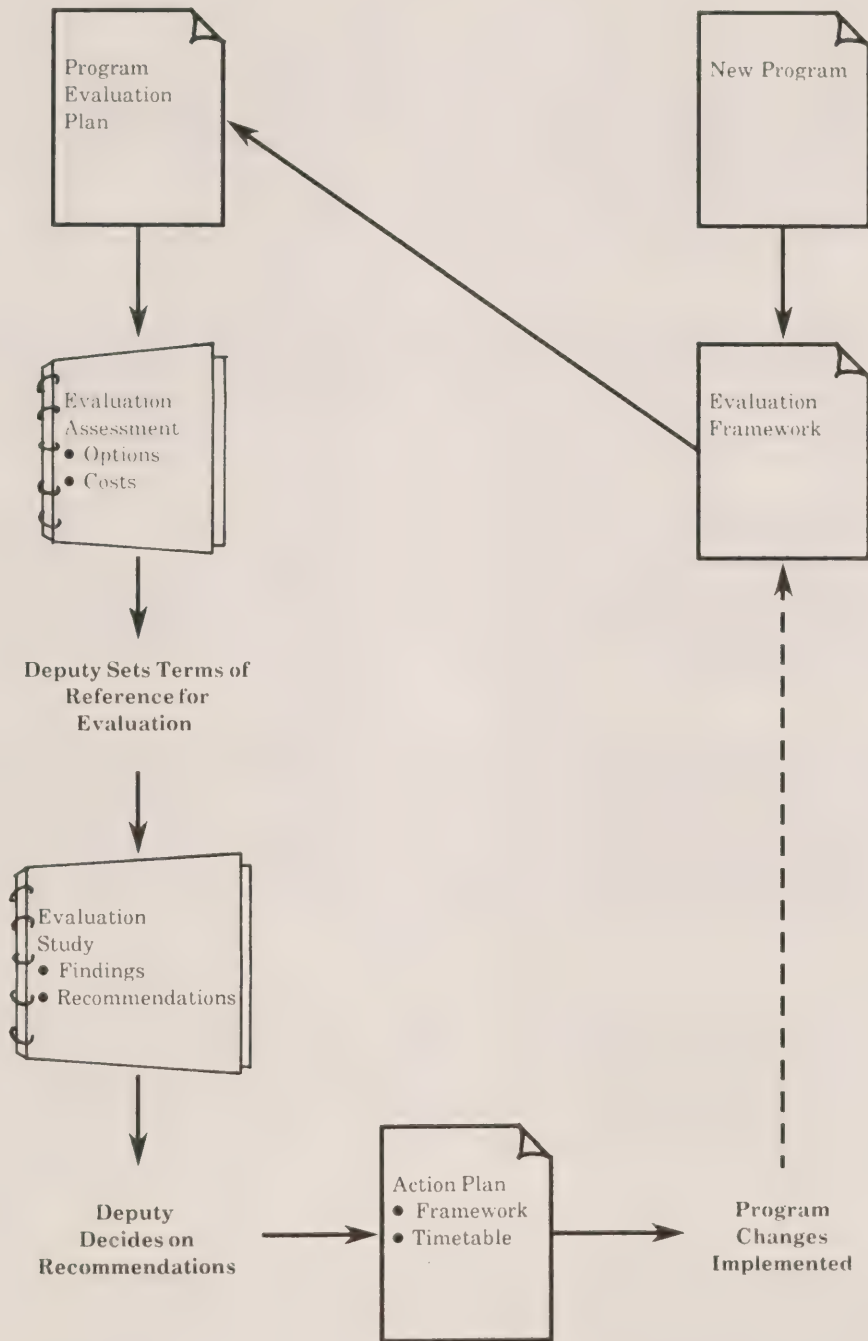 Program
Evaluation
Plan
New Program
Evaluation
Assessment
• Options
• Costs
Evaluation
Framework
Deputy Sets Terms of
Reference for
Evaluation
Evaluation
Study
• Findings
• Recommendations
Deputy
Decides on
Recommendations
Action Plan
• Framework
• Timetable
Program
Changes
Implemented